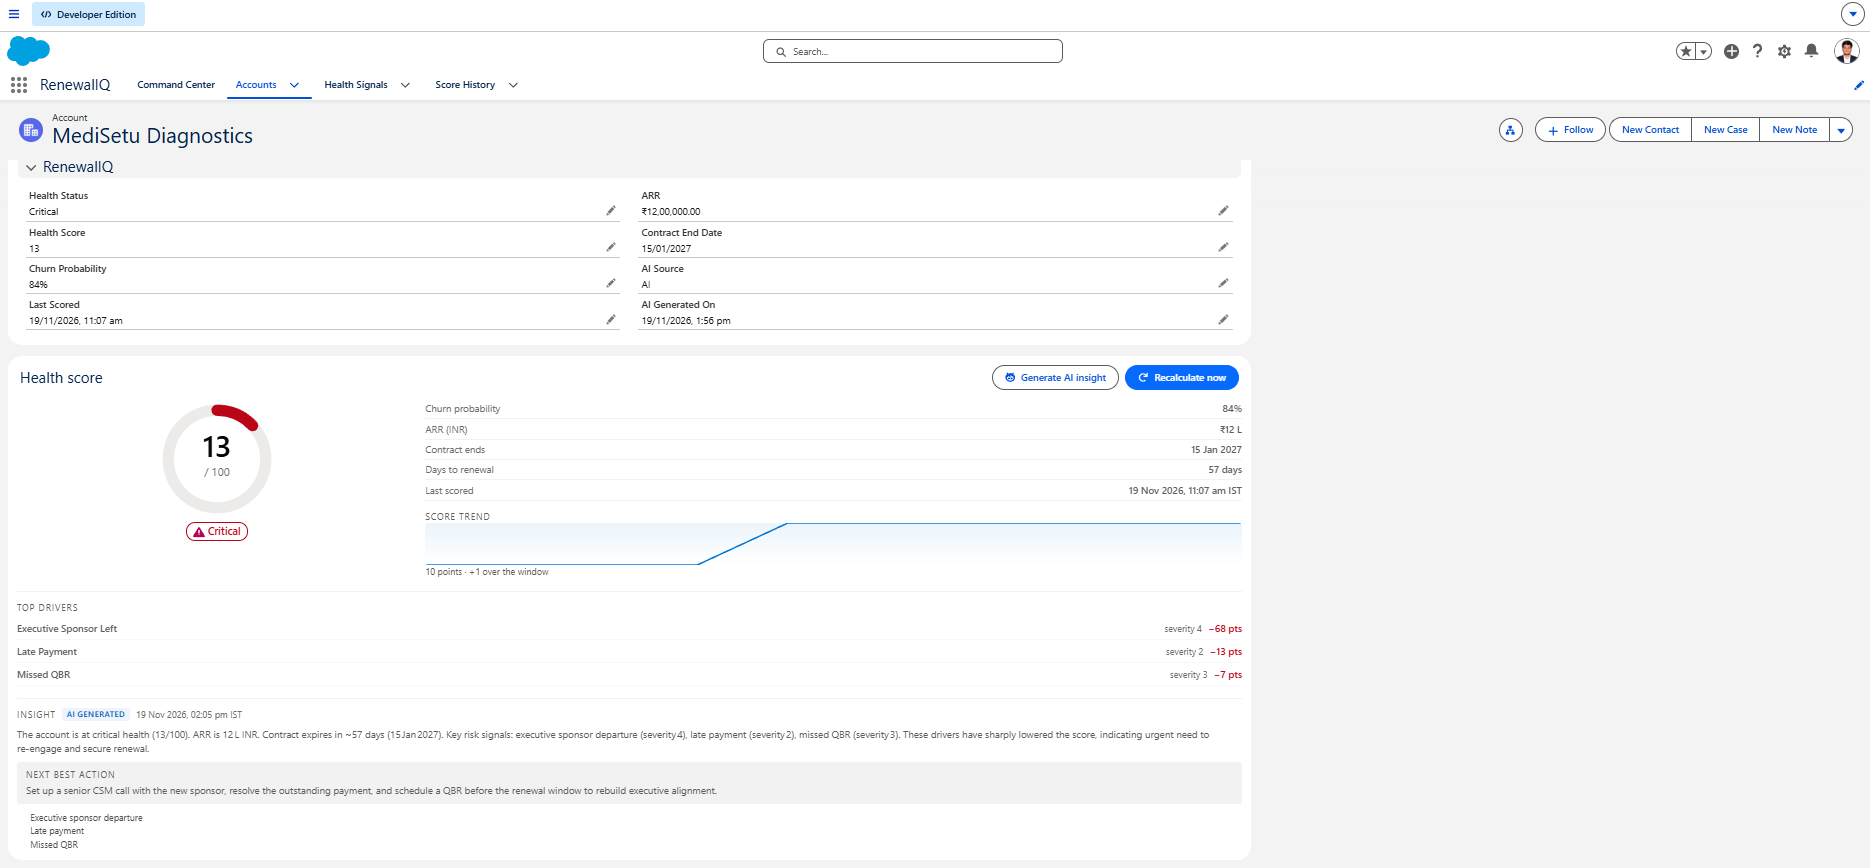 Developer Edition
Search...
RenewallQ
Command Center
Accounts
Health Signals
Score History
Account
MediSetu Diagnostics
Follow
New Contact
New Case
New Note
RenewallQ
Health Status
Critical
ARR
₹12,00,000.00
Health Score
13
Contract End Date
15/01/2027
Churn Probability
84%
AI Source
AI
Last Scored
19/11/2026, 11:07 am
AI Generated On
19/11/2026, 1:56 pm
Health score
Generate AI insight
Recalculate now
13
/ 100
Critical
Churn probability 84%
ARR (INR) ₹12 L
Contract ends 15 Jan 2027
Days to renewal 57 days
Last scored 19 Nov 2026, 11:07 am IST
SCORE TREND
10 points · +1 over the window
TOP DRIVERS
Executive Sponsor Left severity 4 −68 pts
Late Payment severity 2 −13 pts
Missed QBR severity 3 −7 pts
INSIGHT AI GENERATED 19 Nov 2026, 02:05 pm IST
The account is at critical health (13/100). ARR is 12 L INR. Contract expires in ~57 days (15 Jan 2027). Key risk signals: executive sponsor departure (severity 4), late payment (severity 2), missed QBR (severity 3). These drivers have sharply lowered the score, indicating urgent need to
re-engage and secure renewal.
NEXT BEST ACTION
Set up a senior CSM call with the new sponsor, resolve the outstanding payment, and schedule a QBR before the renewal window to rebuild executive alignment.
Executive sponsor departure
Late payment
Missed QBR